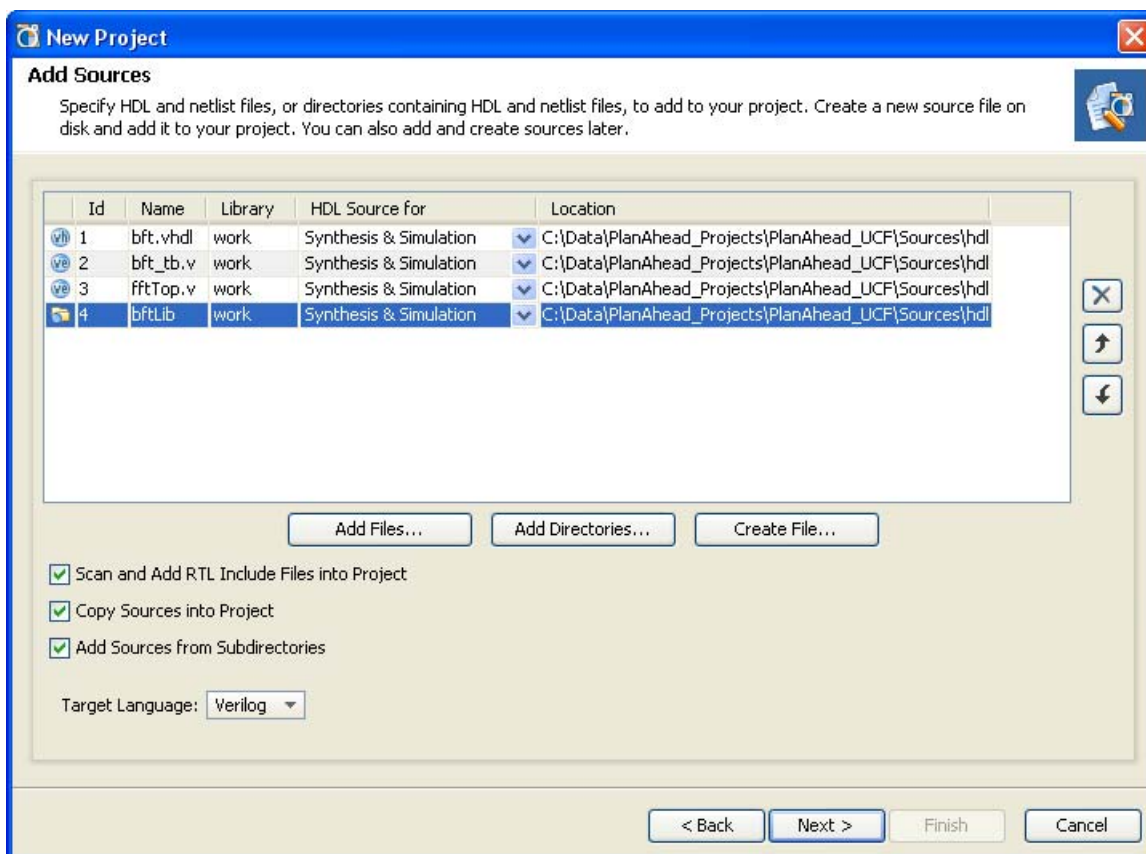 New Project
Add Sources
Specify HDL and netlist files, or directories containing HDL and netlist files, to add to your project. Create a new source file on
disk and add it to your project. You can also add and create sources later.
Id Name Library HDL Source for Location
1 bft.vhdl work Synthesis & Simulation C:\Data\PlanAhead_Projects\PlanAhead_UCF\Sources\hdl
2 bft_tb.v work Synthesis & Simulation C:\Data\PlanAhead_Projects\PlanAhead_UCF\Sources\hdl
3 fftTop.v work Synthesis & Simulation C:\Data\PlanAhead_Projects\PlanAhead_UCF\Sources\hdl
4 bftLib work Synthesis & Simulation C:\Data\PlanAhead_Projects\PlanAhead_UCF\Sources\hdl
Add Files... Add Directories... Create File...
Scan and Add RTL Include Files into Project
Copy Sources into Project
Add Sources from Subdirectories
Target Language: Verilog
< Back Next > Finish Cancel